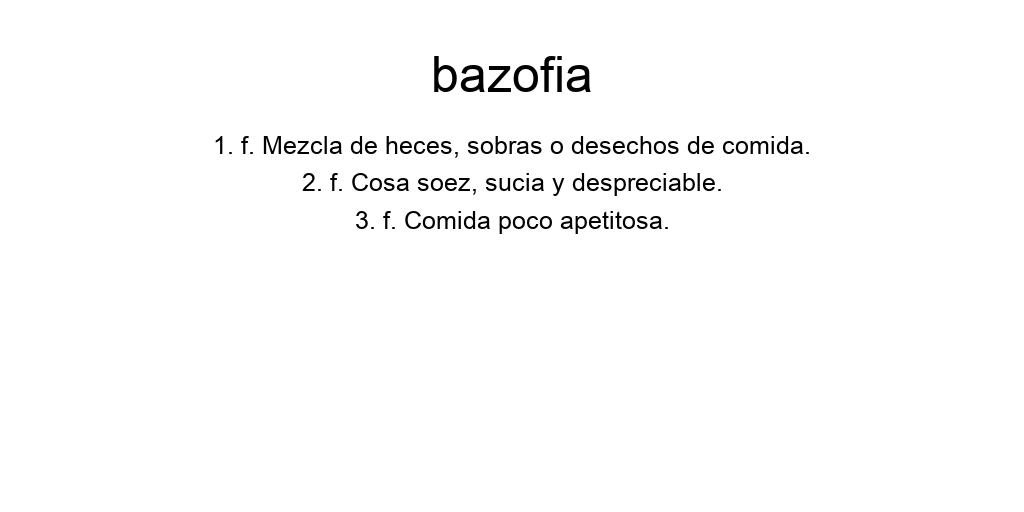 bazofia
1. f. Mezcla de heces, sobras o desechos de comida.
2. f. Cosa soez, sucia y despreciable.
3. f. Comida poco apetitosa.